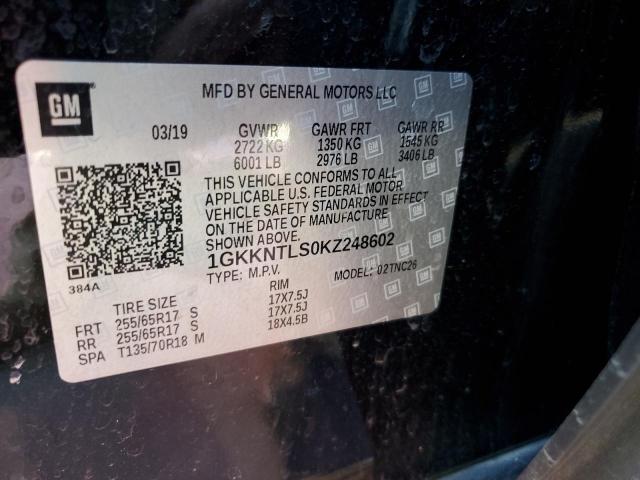 GM
MFD BY GENERAL MOTORS LLC
03/19 GVWR GAWR FRT GAWR RR
2722 KG 1350 KG 1545 KG
6001 LB 2976 LB 3406 LB
THIS VEHICLE CONFORMS TO ALL
APPLICABLE U.S. FEDERAL MOTOR
VEHICLE SAFETY STANDARDS IN EFFECT
ON THE DATE OF MANUFACTURE
SHOWN ABOVE.
1GKKNTLS0KZ248602
TYPE: M.P.V. MODEL: 02TNC26
384A
TIRE SIZE RIM
FRT 255/65R17 S 17X7.5J
RR 255/65R17 S 17X7.5J
SPA T135/70R18 M 18X4.5B